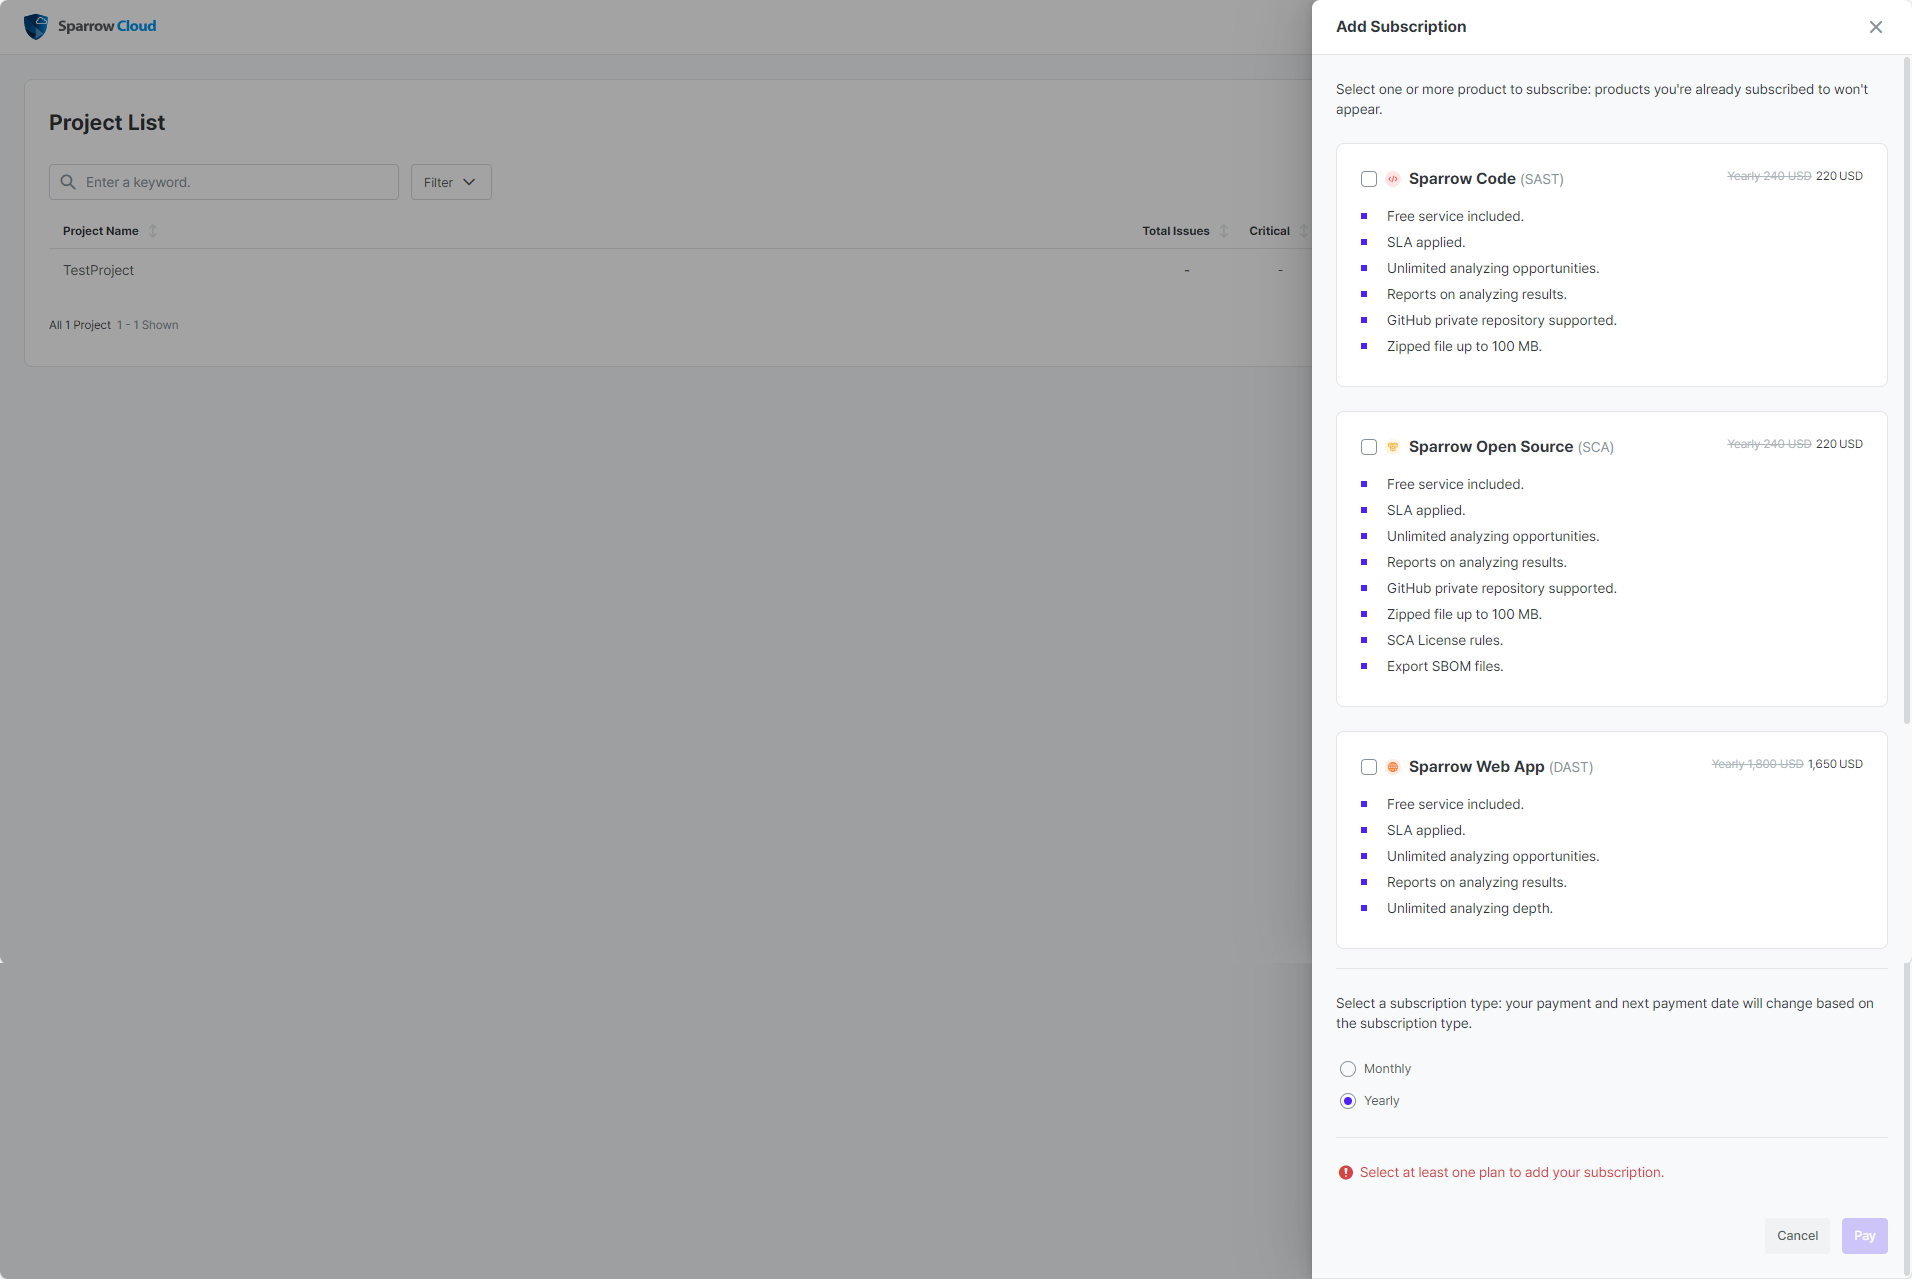 Sparrow Cloud
Project List
Enter a keyword.
Filter
Project Name
Total Issues
Critical
TestProject
-
-
All 1 Project 1 - 1 Shown
Add Subscription
Select one or more product to subscribe: products you're already subscribed to won't
appear.
Sparrow Code (SAST)
Yearly 240 USD 220 USD
Free service included.
SLA applied.
Unlimited analyzing opportunities.
Reports on analyzing results.
GitHub private repository supported.
Zipped file up to 100 MB.
Sparrow Open Source (SCA)
Yearly 240 USD 220 USD
Free service included.
SLA applied.
Unlimited analyzing opportunities.
Reports on analyzing results.
GitHub private repository supported.
Zipped file up to 100 MB.
SCA License rules.
Export SBOM files.
Sparrow Web App (DAST)
Yearly 1,800 USD 1,650 USD
Free service included.
SLA applied.
Unlimited analyzing opportunities.
Reports on analyzing results.
Unlimited analyzing depth.
Select a subscription type: your payment and next payment date will change based on
the subscription type.
Monthly
Yearly
Select at least one plan to add your subscription.
Cancel
Pay